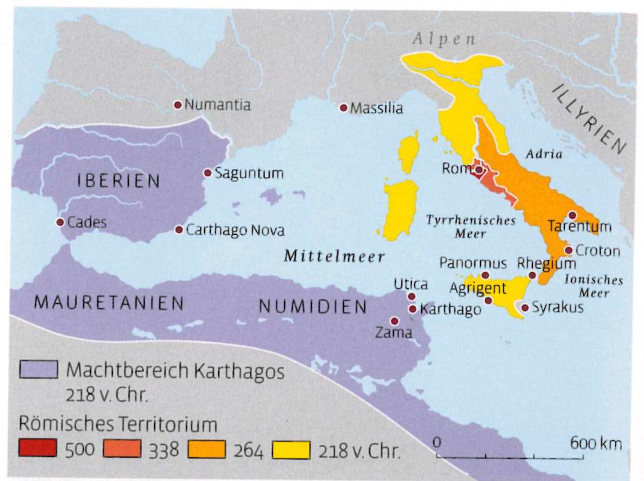 Alpen
Numantia
Massilia
ILLYRIEN
Adria
Rom
IBERIEN
Saguntum
Cades
Carthago Nova
Tyrrhenisches
Meer
Tarentum
Croton
Mittelmeer
Panormus
Rhegium
Ionisches
Meer
Agrigent
Utica
Karthago
Syrakus
MAURETANIEN
NUMIDIEN
Zama
Machtbereich Karthagos
218 v. Chr.
Römisches Territorium
500
338
264
218 v. Chr.
0
600 km